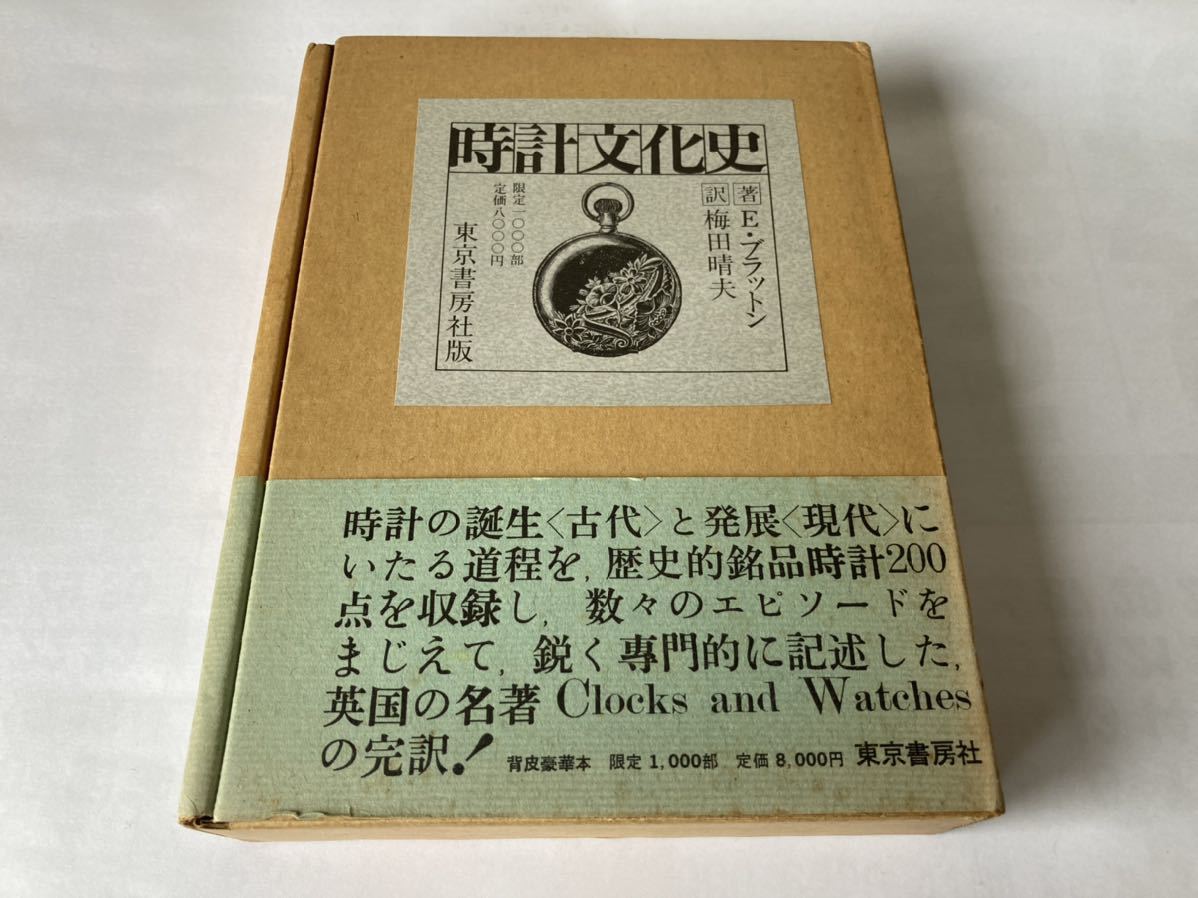 時計文化史
著 E・ブラットン
訳 梅田晴夫
限定一〇〇〇部
定価八〇〇〇円
東京書房社版
時計の誕生〈古代〉と発展〈現代〉に
いたる道程を,歴史的銘品時計200
点を収録し,数々のエピソードを
まじえて,鋭く専門的に記述した,
英国の名著 Clocks and Watches
の完訳!
背皮豪華本 限定 1,000部 定価 8,000円 東京書房社